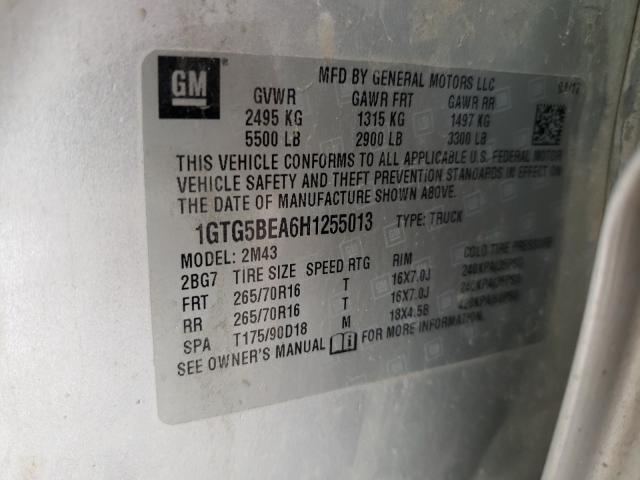 GM
MFD BY GENERAL MOTORS LLC
GVWR GAWR FRT GAWR RR
2495 KG 1315 KG 1497 KG
5500 LB 2900 LB 3300 LB
THIS VEHICLE CONFORMS TO ALL APPLICABLE U.S. FEDERAL MOTOR
VEHICLE SAFETY AND THEFT PREVENTION STANDARDS IN EFFECT ON
THE DATE OF MANUFACTURE SHOWN ABOVE.
1GTG5BEA6H1255013 TYPE: TRUCK
MODEL: 2M43
2BG7 TIRE SIZE SPEED RTG RIM COLD TIRE PRESSURE
FRT 265/70R16 T 16X7.0J
RR 265/70R16 T 16X7.0J
SPA T175/90D18 M 18X4.5B
SEE OWNER'S MANUAL FOR MORE INFORMATION